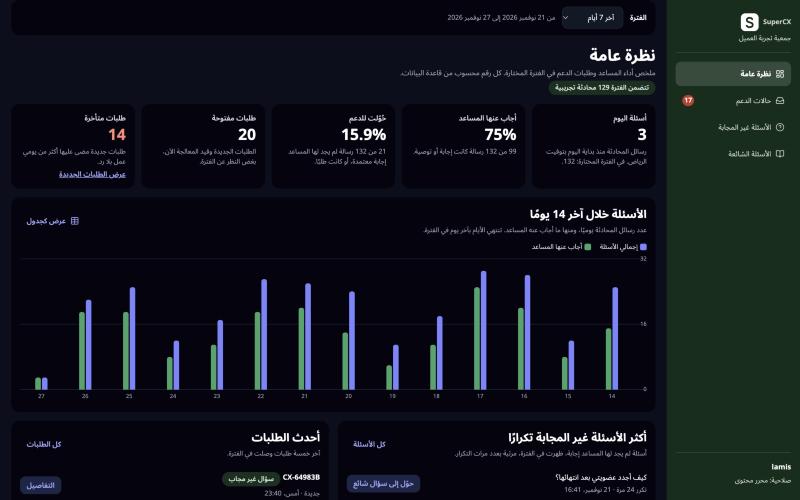 SuperCX
جمعية تجربة العميل
نظرة عامة
حالات الدعم
17
الأسئلة غير المجابة
الأسئلة الشائعة
lamis
صلاحية: محرر محتوى
الفترة
آخر 7 أيام
من 21 نوفمبر 2026 إلى 27 نوفمبر 2026
نظرة عامة
ملخص أداء المساعد وطلبات الدعم في الفترة المختارة. كل رقم محسوب من قاعدة البيانات.
تتضمن الفترة 129 محادثة تجريبية
أسئلة اليوم
3
رسائل المحادثة منذ بداية اليوم بتوقيت
الرياض. في الفترة المختارة: 132.
أجاب عنها المساعد
75%
99 من 132 رسالة كانت إجابة أو توصية.
حُوّلت للدعم
15.9%
21 من 132 رسالة لم يجد لها المساعد
إجابة معتمدة، أو كانت طلبًا.
طلبات مفتوحة
20
الطلبات الجديدة وقيد المعالجة الآن،
بغض النظر عن الفترة.
طلبات متأخرة
14
طلبات جديدة مضى عليها أكثر من يومي
عمل بلا رد.
عرض الطلبات الجديدة
الأسئلة خلال آخر 14 يومًا
عرض كجدول
عدد رسائل المحادثة يوميًا، ومنها ما أجاب عنه المساعد. تنتهي الأيام بآخر يوم في الفترة.
إجمالي الأسئلة
أجاب عنها المساعد
32
16
0
14 15 16 17 18 19 20 21 22 23 24 25 26 27
أكثر الأسئلة غير المجابة تكرارًا
كل الأسئلة
أسئلة لم يجد لها المساعد إجابة، ظهرت في الفترة، مرتبة بعدد مرات التكرار.
كيف أجدد عضويتي بعد انتهائها؟
تكرر 24 مرة · 21 نوفمبر، 16:41
حوّل إلى سؤال شائع
أحدث الطلبات
كل الطلبات
آخر خمسة طلبات وصلت في الفترة.
CX-64983B
سؤال غير مجاب
جديدة · أمس، 23:40
التفاصيل